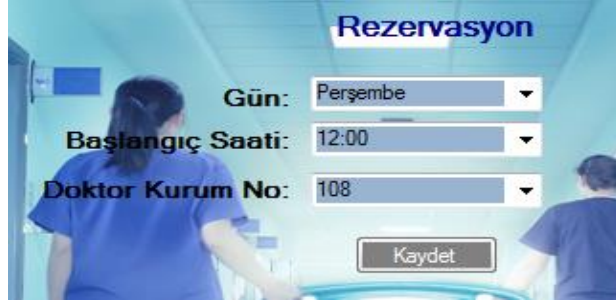 Rezervasyon
Gün: Perşembe
Başlangıç Saati: 12:00
Doktor Kurum No: 108
Kaydet